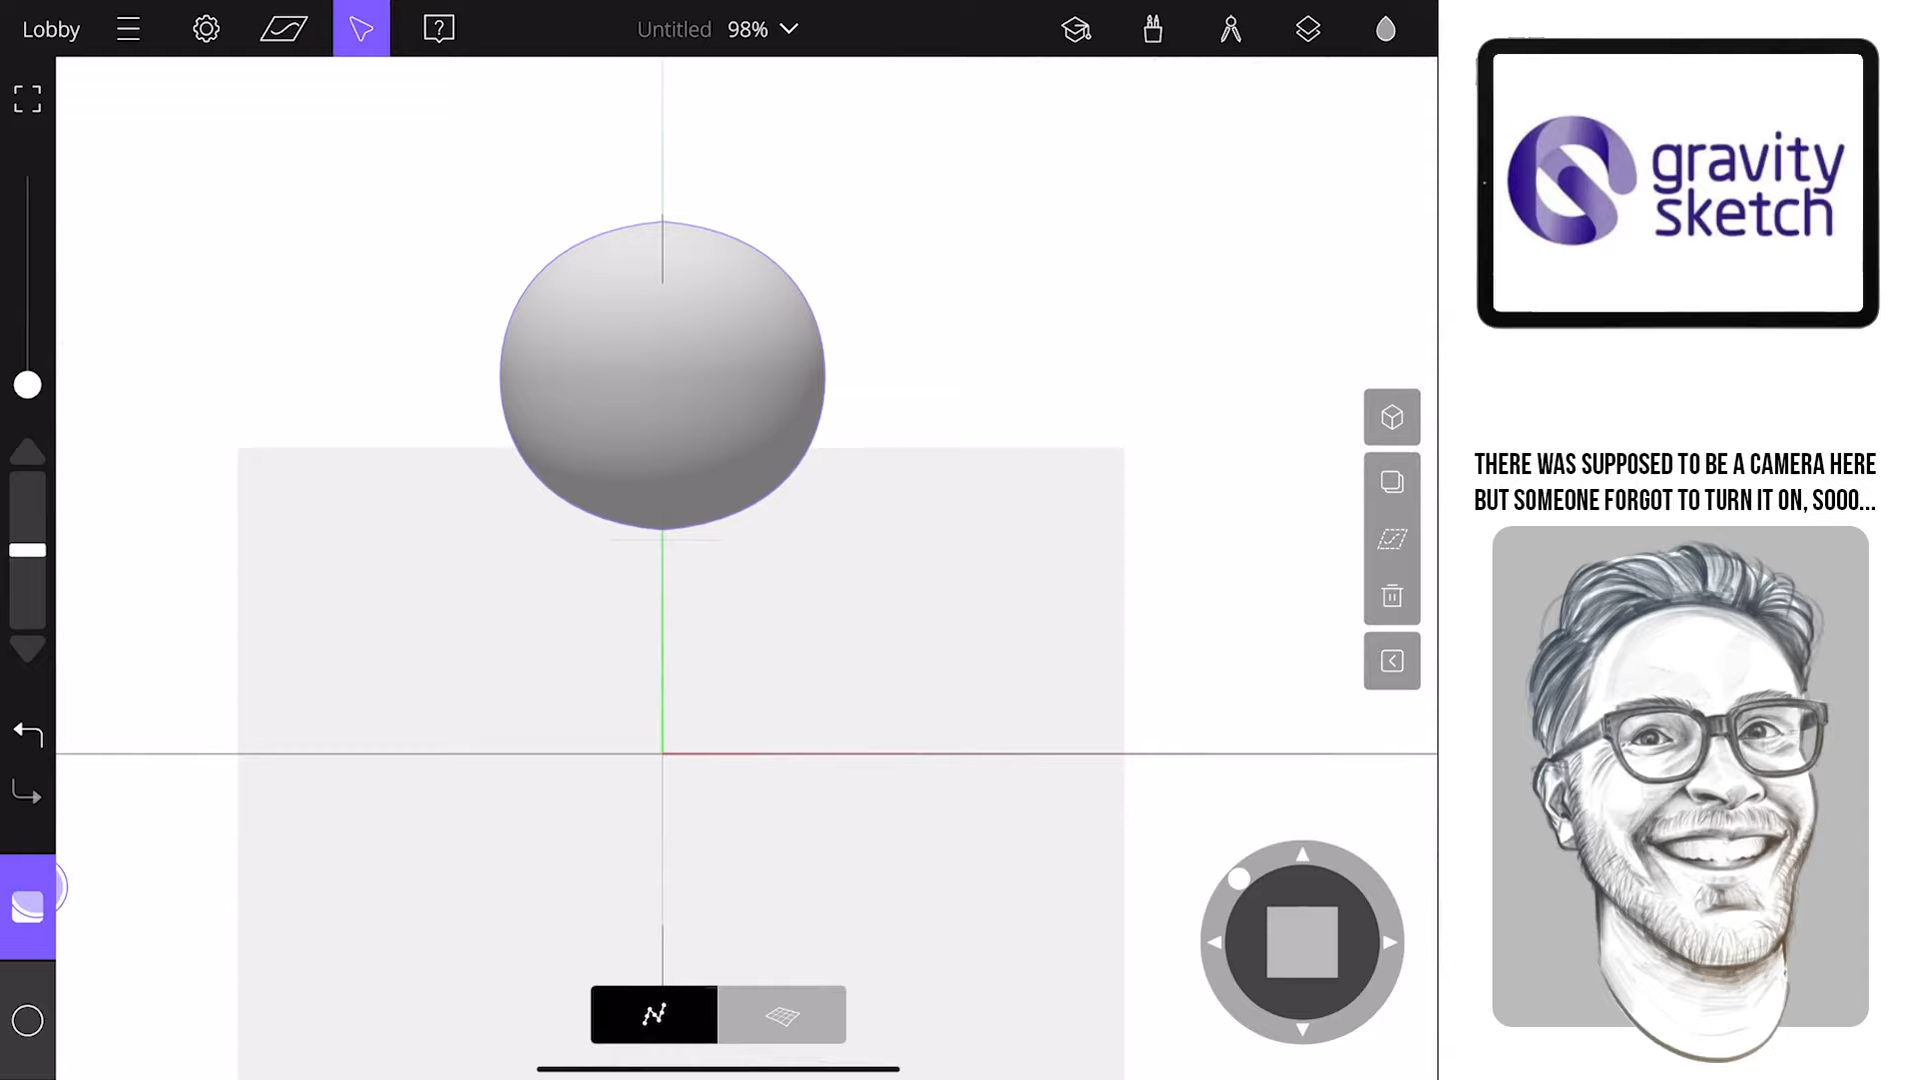 Lobby
Untitled 98%
gravity
sketch
THERE WAS SUPPOSED TO BE A CAMERA HERE
BUT SOMEONE FORGOT TO TURN IT ON, SOOO...